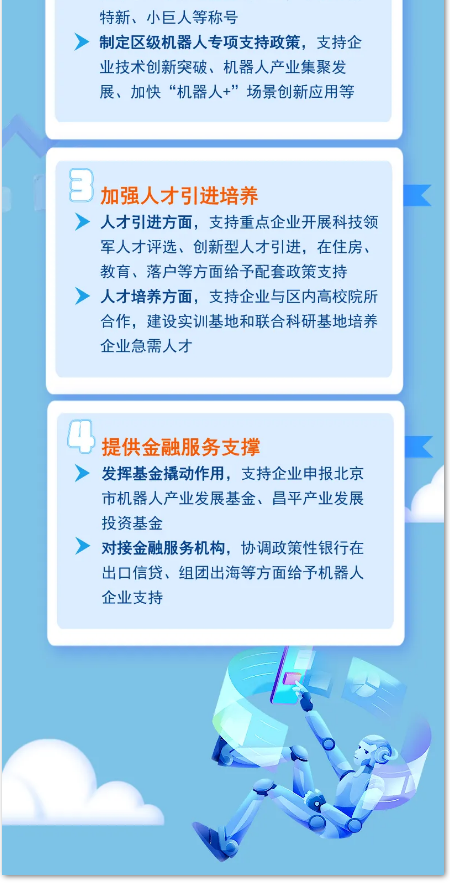 特新、小巨人等称号
制定区级机器人专项支持政策，支持企
业技术创新突破、机器人产业集聚发
展、加快“机器人+”场景创新应用等
3
加强人才引进培养
人才引进方面，支持重点企业开展科技领
军人才评选、创新型人才引进，在住房、
教育、落户等方面给予配套政策支持
人才培养方面，支持企业与区内高校院所
合作，建设实训基地和联合科研基地培养
企业急需人才
4
提供金融服务支撑
发挥基金撬动作用，支持企业申报北京
市机器人产业发展基金、昌平产业发展
投资基金
对接金融服务机构，协调政策性银行在
出口信贷、组团出海等方面给予机器人
企业支持